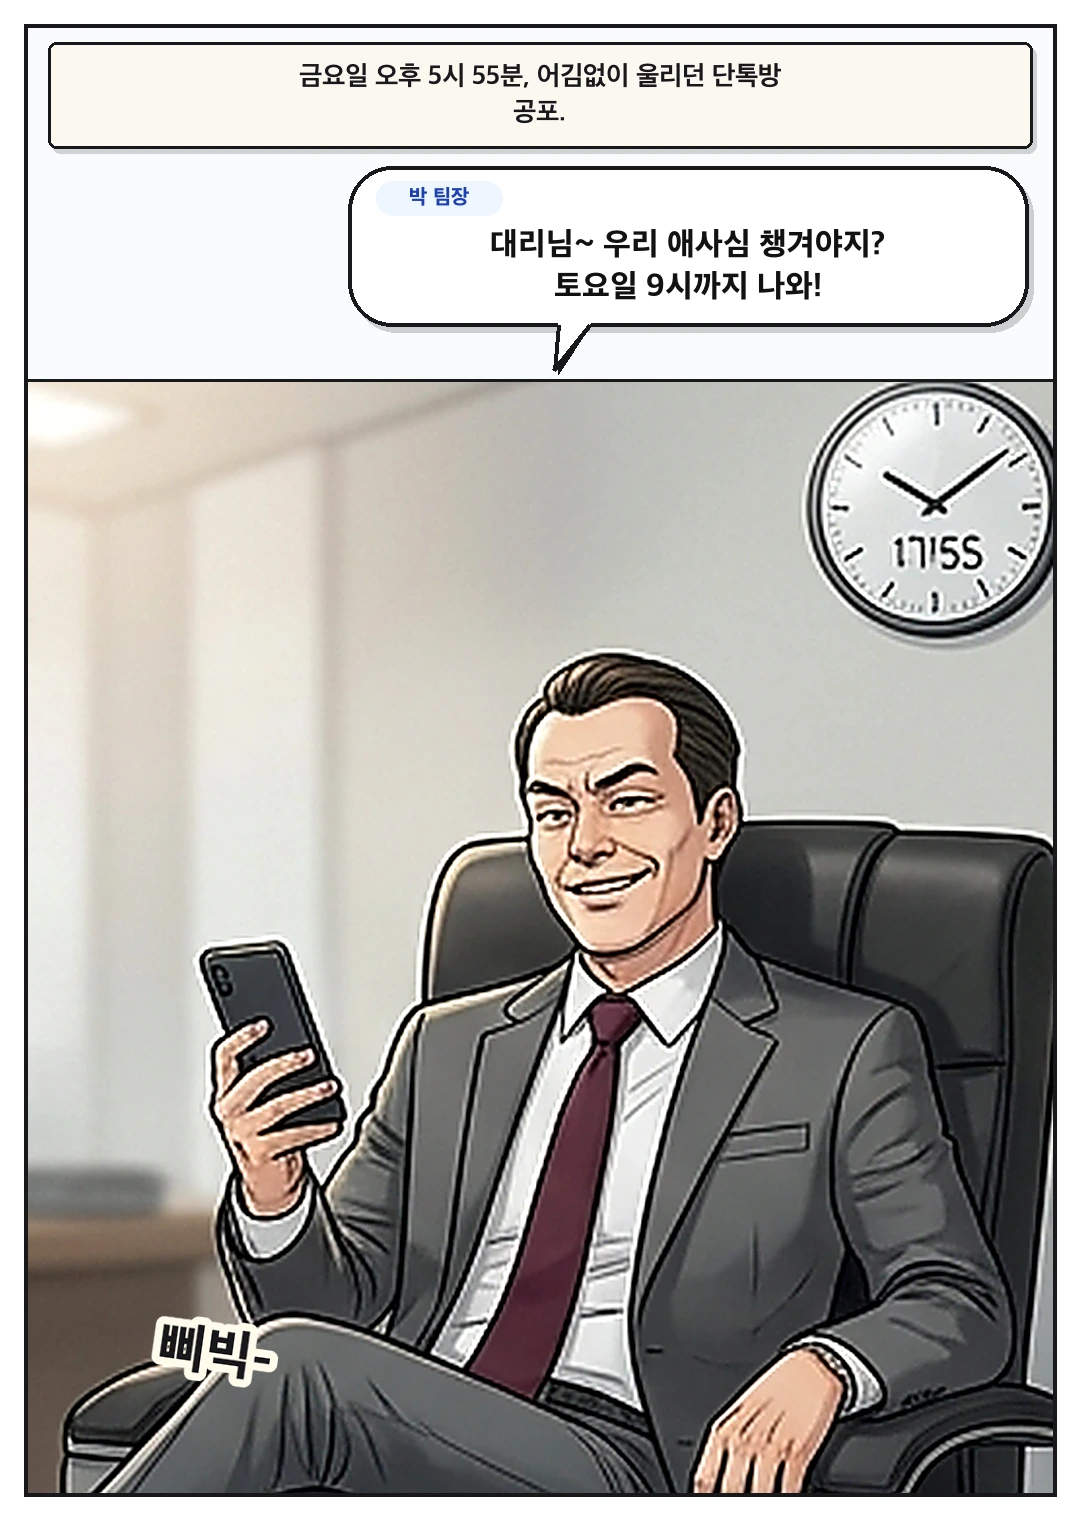 금요일 오후 5시 55분, 어김없이 울리던 단톡방
공포.
박 팀장
대리님~ 우리 애사심 챙겨야지?
토요일 9시까지 나와!
17:55
삐빅-